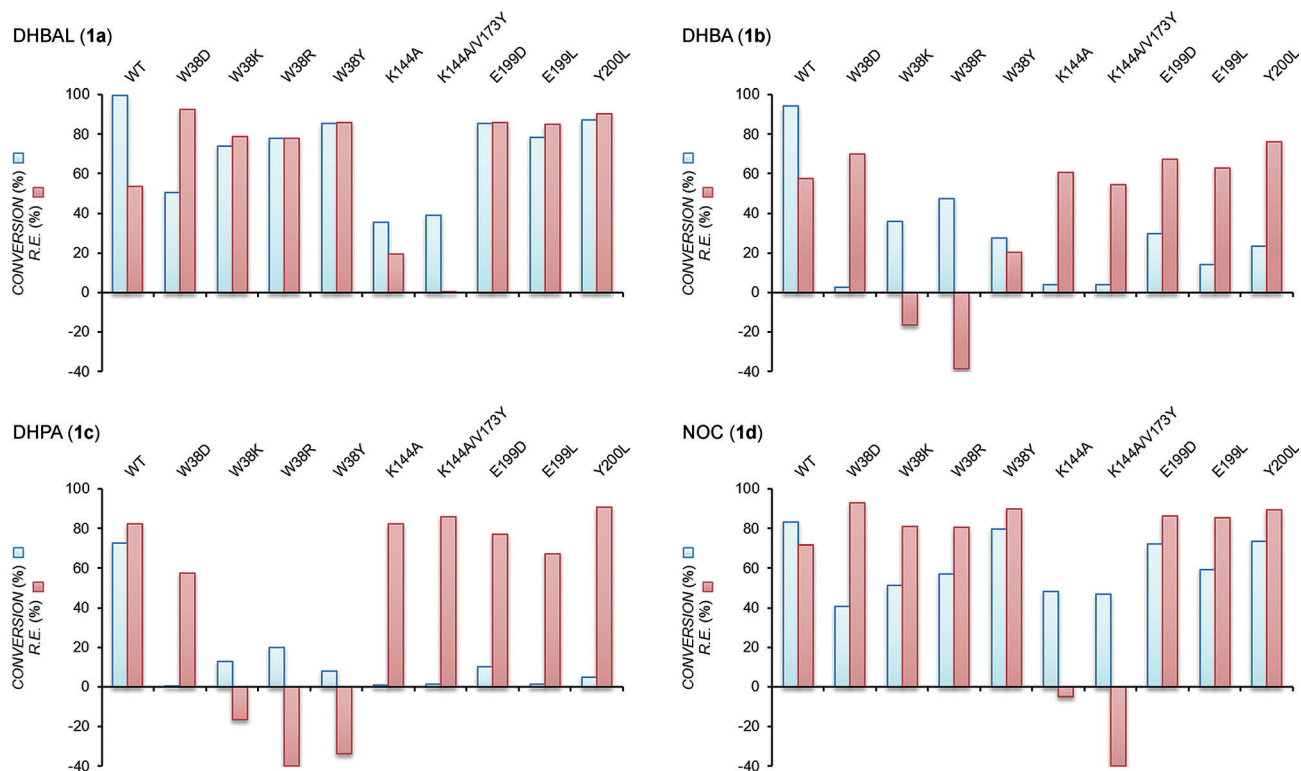 DHBAL (1a)
WT
W38D
W38K
W38R
W38Y
K144A
K144A/V173Y
E199D
E199L
Y200L
CONVERSION (%)
R.E. (%)
100
80
60
40
20
0
-20
-40
DHBA (1b)
WT
W38D
W38K
W38R
W38Y
K144A
K144A/V173Y
E199D
E199L
Y200L
CONVERSION (%)
R.E. (%)
100
80
60
40
20
0
-20
-40
DHPA (1c)
WT
W38D
W38K
W38R
W38Y
K144A
K144A/V173Y
E199D
E199L
Y200L
CONVERSION (%)
R.E. (%)
100
80
60
40
20
0
-20
-40
NOC (1d)
WT
W38D
W38K
W38R
W38Y
K144A
K144A/V173Y
E199D
E199L
Y200L
CONVERSION (%)
R.E. (%)
100
80
60
40
20
0
-20
-40